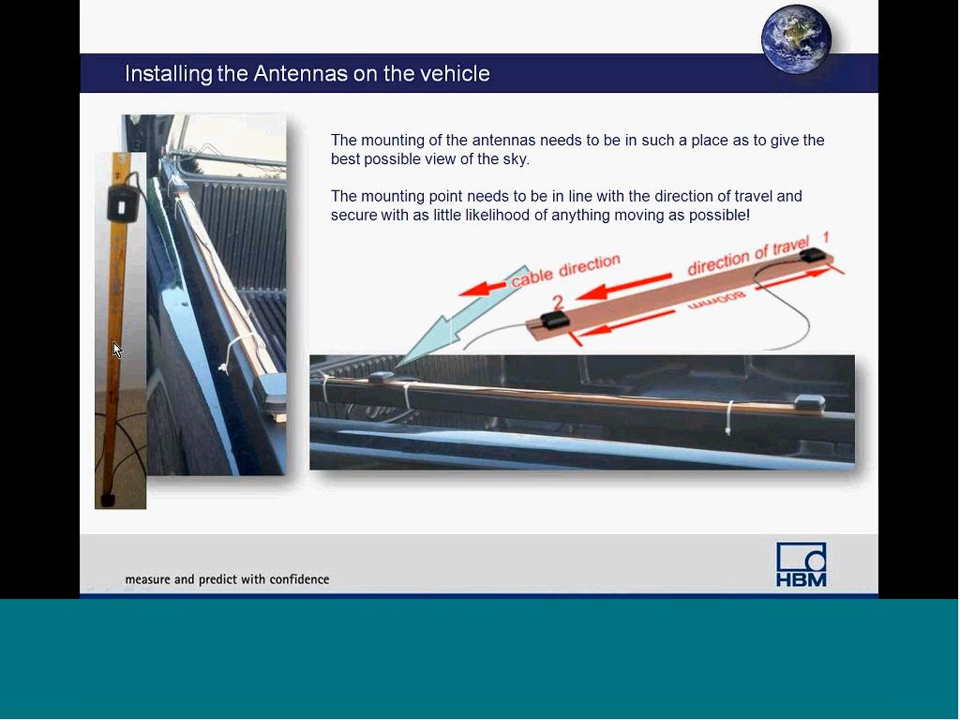 Installing the Antennas on the vehicle
The mounting of the antennas needs to be in such a place as to give the
best possible view of the sky.
The mounting point needs to be in line with the direction of travel and
secure with as little likelihood of anything moving as possible!
cable direction
direction of travel
1
2
800mm
measure and predict with confidence
HBM